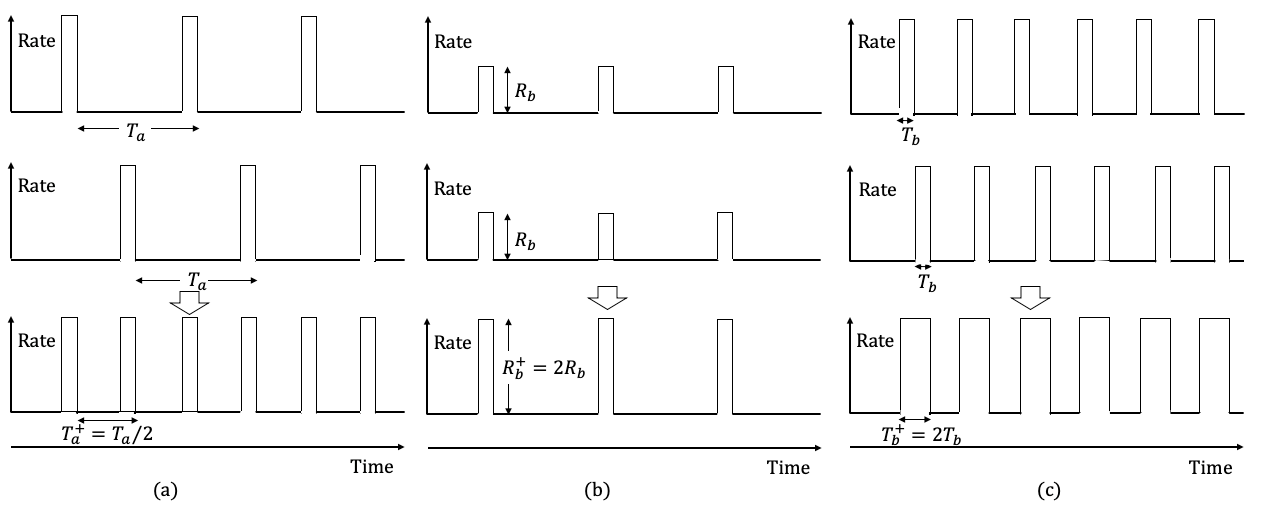 Rate
$T_a$
Rate
$T_a$
Rate
$T_a^+ = T_a/2$
Time
(a)
Rate
$R_b$
Rate
$R_b$
Rate
$R_b^+ = 2R_b$
Time
(b)
Rate
$T_b$
Rate
$T_b$
Rate
$T_b^+ = 2T_b$
Time
(c)